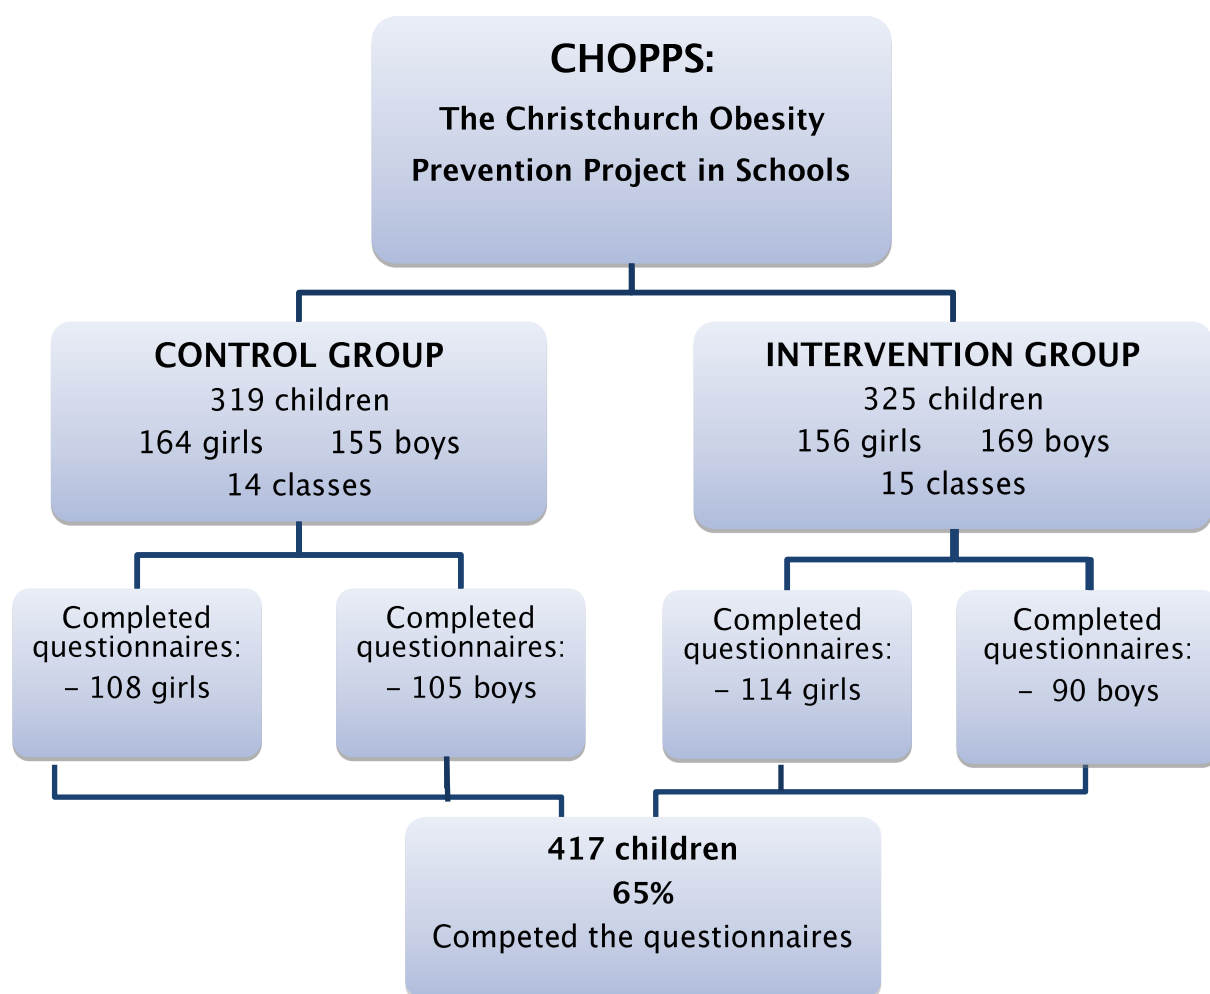 CHOPPS:
The Christchurch Obesity
Prevention Project in Schools
CONTROL GROUP
319 children
164 girls 155 boys
14 classes
INTERVENTION GROUP
325 children
156 girls 169 boys
15 classes
Completed
questionnaires:
– 108 girls
Completed
questionnaires:
– 105 boys
Completed
questionnaires:
– 114 girls
Completed
questionnaires:
– 90 boys
417 children
65%
Competed the questionnaires